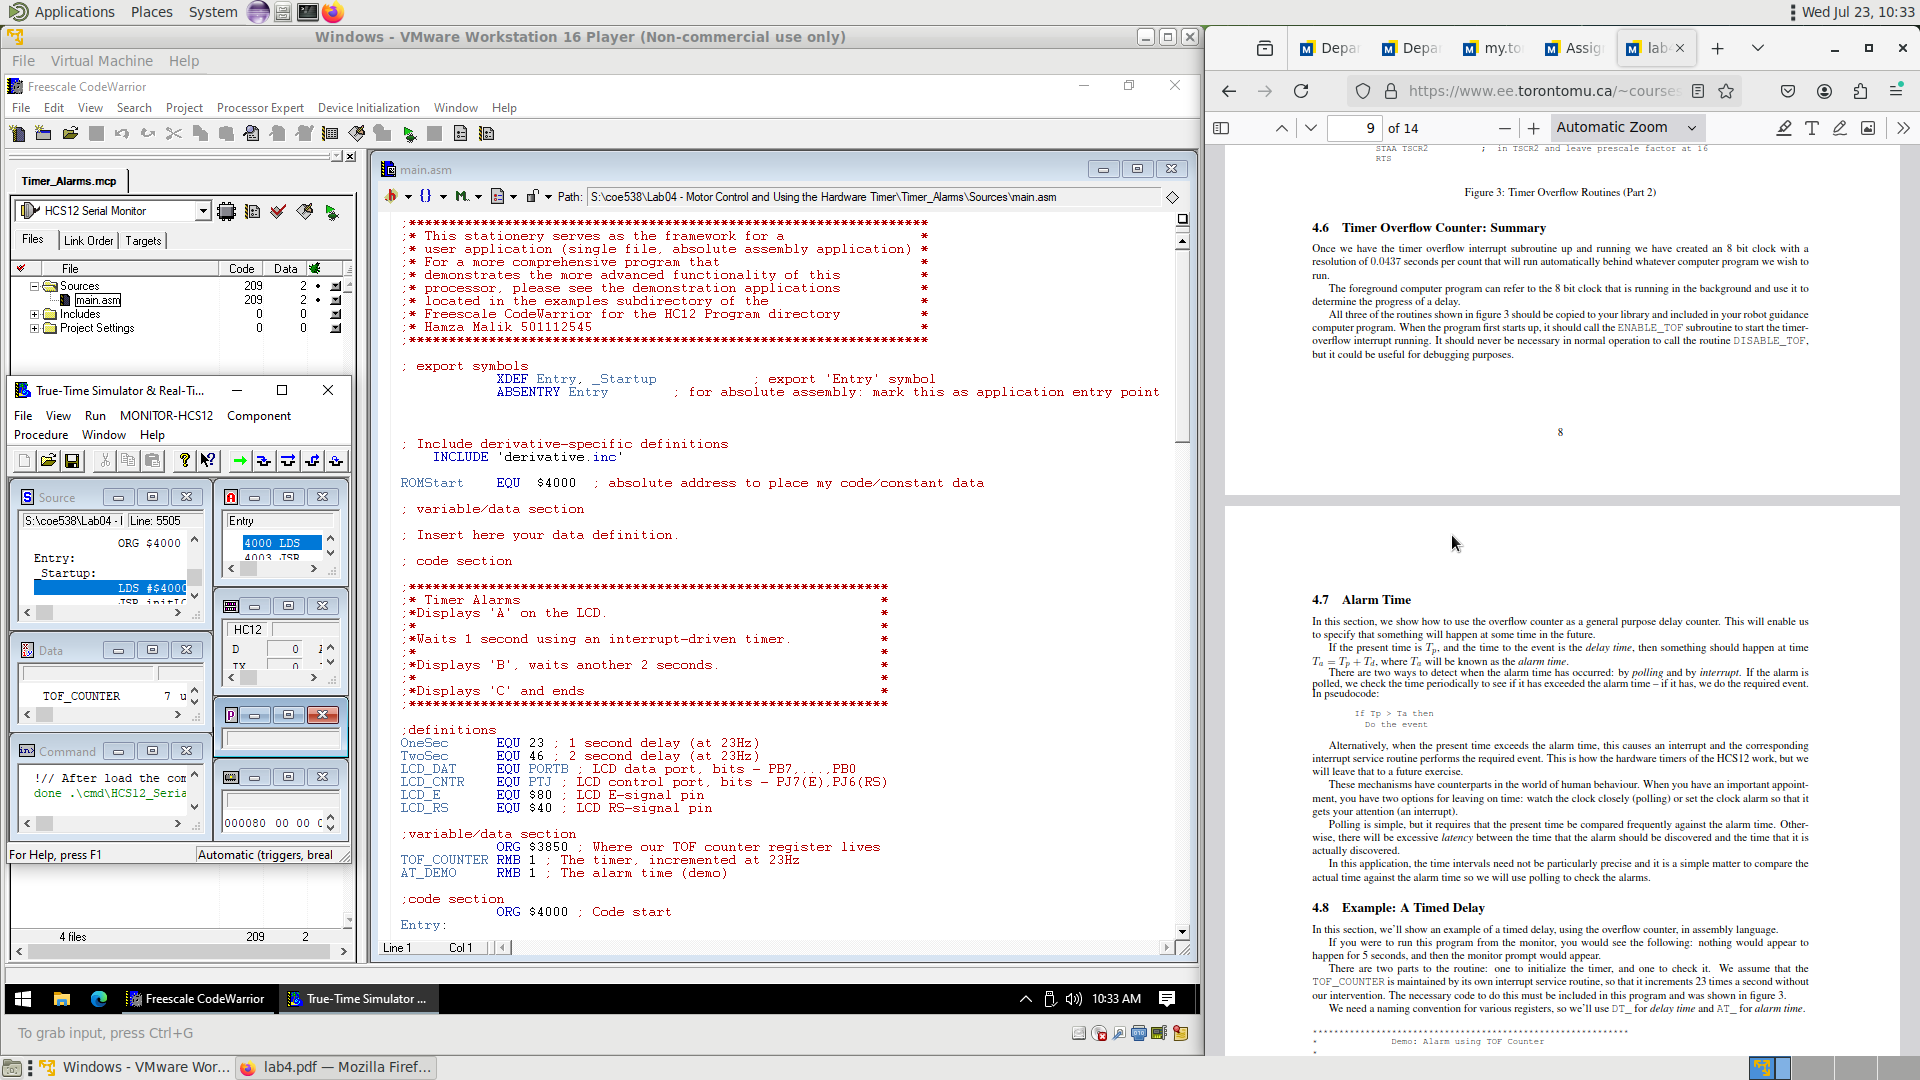 Applications Places System
Wed Jul 23, 10:33
Windows - VMware Workstation 16 Player (Non-commercial use only)
File Virtual Machine Help
Freescale CodeWarrior
File Edit View Search Project Processor Expert Device Initialization Window Help
Timer_Alarms.mcp
HCS12 Serial Monitor
Files Link Order Targets
File Code Data
Sources 209 2
main.asm 209 2
Includes 0 0
Project Settings 0 0
4 files 209 2
True-Time Simulator & Real-Ti...
File View Run MONITOR-HCS12 Component
Procedure Window Help
Source
S:\coe538\Lab04 - I Line: 5505
ORG $4000
Entry:
_Startup:
LDS #$4000
Entry
4000 LDS
4003 JSR
HC12
D 0
IX 0
Data
TOF_COUNTER 7 u
Command
!// After load the com
done .\cmd\HCS12_Seria
000080 00 00 0
For Help, press F1 Automatic (triggers, breal
main.asm
Path: S:\coe538\Lab04 - Motor Control and Using the Hardware Timer\Timer_Alarms\Sources\main.asm
;*****************************************************************
;* This stationery serves as the framework for a *
;* user application (single file, absolute assembly application) *
;* For a more comprehensive program that *
;* demonstrates the more advanced functionality of this *
;* processor, please see the demonstration applications *
;* located in the examples subdirectory of the *
;* Freescale CodeWarrior for the HC12 Program directory *
;* Hamza Malik 501112545 *
;*****************************************************************
; export symbols
XDEF Entry, _Startup ; export 'Entry' symbol
ABSENTRY Entry ; for absolute assembly: mark this as application entry point
; Include derivative-specific definitions
INCLUDE 'derivative.inc'
ROMStart EQU $4000 ; absolute address to place my code/constant data
; variable/data section
; Insert here your data definition.
; code section
;************************************************************
;* Timer Alarms *
;*Displays 'A' on the LCD. *
;* *
;*Waits 1 second using an interrupt-driven timer. *
;* *
;*Displays 'B', waits another 2 seconds. *
;* *
;*Displays 'C' and ends *
;************************************************************
;definitions
OneSec EQU 23 ; 1 second delay (at 23Hz)
TwoSec EQU 46 ; 2 second delay (at 23Hz)
LCD_DAT EQU PORTB ; LCD data port, bits - PB7,...,PB0
LCD_CNTR EQU PTJ ; LCD control port, bits - PJ7(E),PJ6(RS)
LCD_E EQU $80 ; LCD E-signal pin
LCD_RS EQU $40 ; LCD RS-signal pin
;variable/data section
ORG $3850 ; Where our TOF counter register lives
TOF_COUNTER RMB 1 ; The timer, incremented at 23Hz
AT_DEMO RMB 1 ; The alarm time (demo)
;code section
ORG $4000 ; Code start
Entry:
Line 1 Col 1
Freescale CodeWarrior
True-Time Simulator ...
10:33 AM
To grab input, press Ctrl+G
Windows - VMware Wor...
lab4.pdf — Mozilla Firef...
Depa
Depa
my.to
Assig
lab4
https://www.ee.torontomu.ca/~courses
9 of 14
Automatic Zoom
STAA TSCR2 ; in TSCR2 and leave prescale factor at 16
RTS
Figure 3: Timer Overflow Routines (Part 2)
4.6 Timer Overflow Counter: Summary
Once we have the timer overflow interrupt subroutine up and running we have created an 8 bit clock with a
resolution of 0.0437 seconds per count that will run automatically behind whatever computer program we wish to
run.
The foreground computer program can refer to the 8 bit clock that is running in the background and use it to
determine the progress of a delay.
All three of the routines shown in figure 3 should be copied to your library and included in your robot guidance
computer program. When the program first starts up, it should call the ENABLE_TOF subroutine to start the timer-
overflow interrupt running. It should never be necessary in normal operation to call the routine DISABLE_TOF,
but it could be useful for debugging purposes.
8
4.7 Alarm Time
In this section, we show how to use the overflow counter as a general purpose delay counter. This will enable us
to specify that something will happen at some time in the future.
If the present time is Tp, and the time to the event is the delay time, then something should happen at time
Ta = Tp + Td, where Ta will be known as the alarm time.
There are two ways to detect when the alarm time has occurred: by polling and by interrupt. If the alarm is
polled, we check the time periodically to see if it has exceeded the alarm time – if it has, we do the required event.
In pseudocode:
If Tp > Ta then
Do the event
Alternatively, when the present time exceeds the alarm time, this causes an interrupt and the corresponding
interrupt service routine performs the required event. This is how the hardware timers of the HCS12 work, but we
will leave that to a future exercise.
These mechanisms have counterparts in the world of human behaviour. When you have an important appoint-
ment, you have two options for leaving on time: watch the clock closely (polling) or set the clock alarm so that it
gets your attention (an interrupt).
Polling is simple, but it requires that the present time be compared frequently against the alarm time. Other-
wise, there will be excessive latency between the time that the alarm should be discovered and the time that it is
actually discovered.
In this application, the time intervals need not be particularly precise and it is a simple matter to compare the
actual time against the alarm time so we will use polling to check the alarms.
4.8 Example: A Timed Delay
In this section, we'll show an example of a timed delay, using the overflow counter, in assembly language.
If you were to run this program from the monitor, you would see the following: nothing would appear to
happen for 5 seconds, and then the monitor prompt would appear.
There are two parts to the routine: one to initialize the timer, and one to check it. We assume that the
TOF_COUNTER is maintained by its own interrupt service routine, so that it increments 23 times a second without
our intervention. The necessary code to do this must be included in this program and was shown in figure 3.
We need a naming convention for various registers, so we'll use DT_ for delay time and AT_ for alarm time.
************************************************************
* Demo: Alarm using TOF Counter